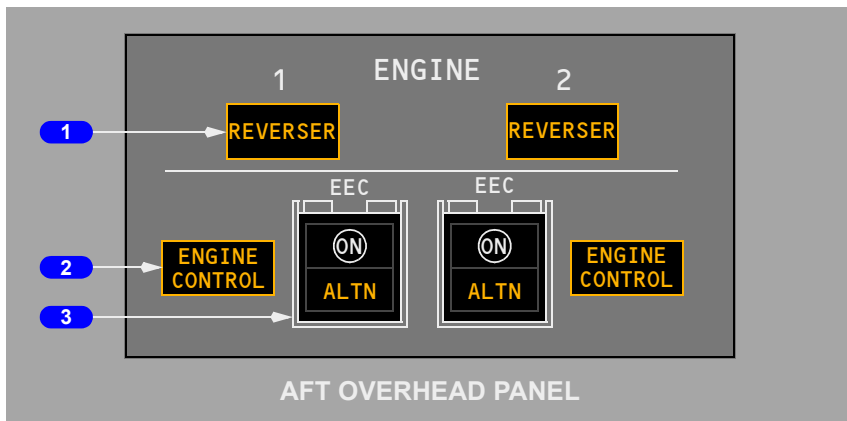 ENGINE
1
2
1
REVERSER
REVERSER
EEC
EEC
2
ENGINE
CONTROL
ON
ALTN
ON
ALTN
ENGINE
CONTROL
3
AFT OVERHEAD PANEL